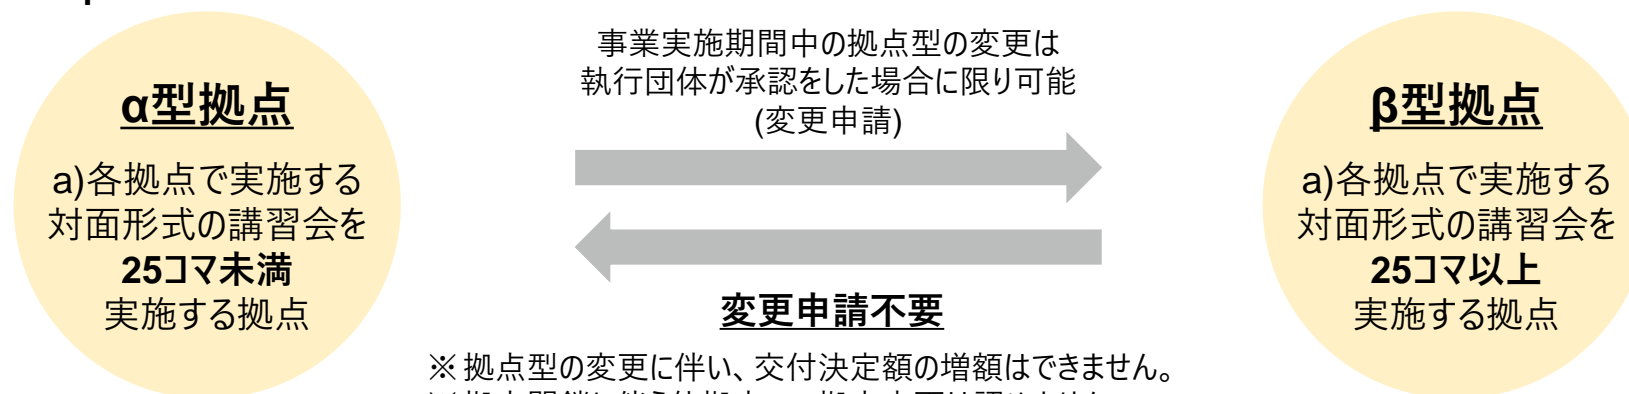 α型拠点
a)各拠点で実施する
対面形式の講習会を
25コマ未満
実施する拠点
事業実施期間中の拠点型の変更は
執行団体が承認をした場合に限り可能
(変更申請)
変更申請不要
※拠点型の変更に伴い、交付決定額の増額はできません。
β型拠点
a)各拠点で実施する
対面形式の講習会を
25コマ以上
実施する拠点